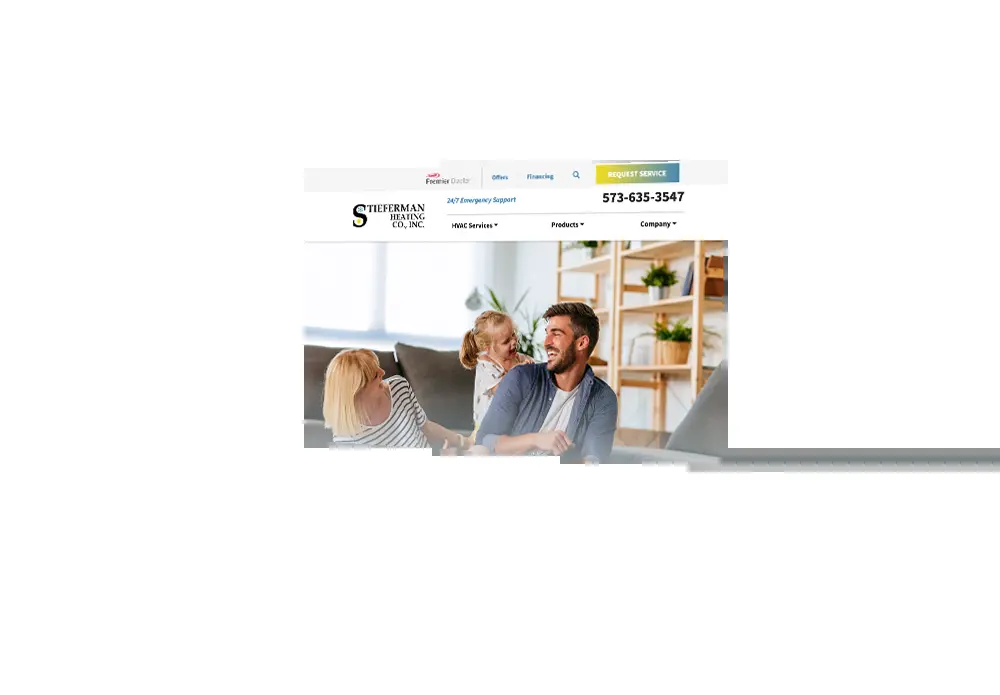 Premier Dealer
Offers
Financing
REQUEST SERVICE
24/7 Emergency Support
573-635-3547
STIEFERMAN
HEATING
CO., INC.
HVAC Services
Products
Company